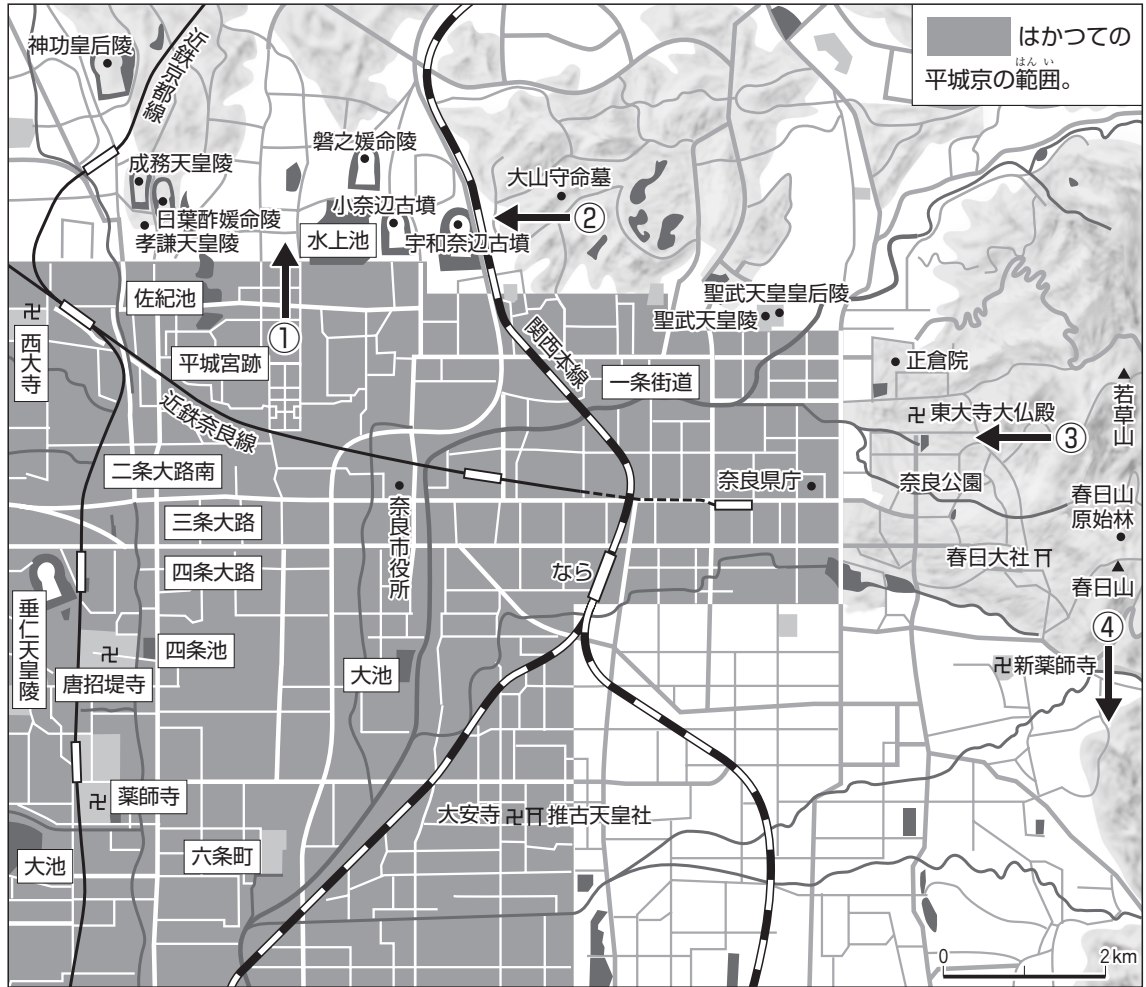 はかつての
平城京の範囲。
はんい
神功皇后陵
近鉄京都線
磐之媛命陵
成務天皇陵
大山守命墓
小奈辺古墳
②
日葉酢媛命陵
孝謙天皇陵
水上池
宇和奈辺古墳
佐紀池
聖武天皇皇后陵
聖武天皇陵
①
西大寺
関西本線
平城宮跡
正倉院
一条街道
若草山
近鉄奈良線
東大寺大仏殿
③
二条大路南
奈良市役所
奈良県庁
奈良公園
春日山
原始林
三条大路
四条大路
なら
春日大社
春日山
垂仁天皇陵
④
四条池
大池
新薬師寺
唐招堤寺
薬師寺
大安寺
推古天皇社
大池
六条町
0
2km